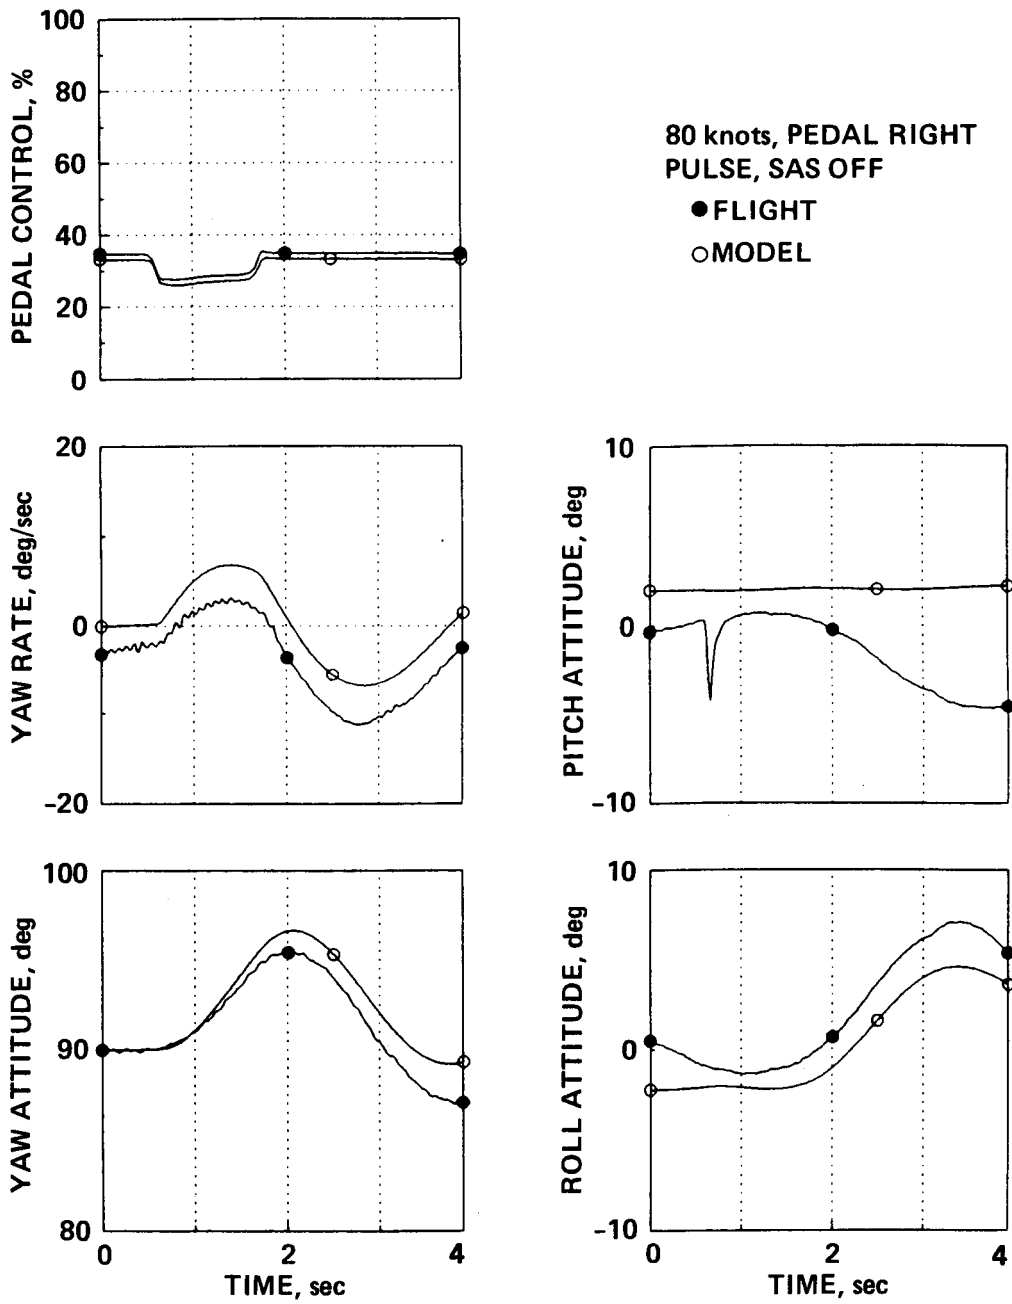 100
80
60
40
20
0
PEDAL CONTROL, %
80 knots, PEDAL RIGHT
PULSE, SAS OFF
FLIGHT
MODEL
20
0
–20
YAW RATE, deg/sec
10
0
–10
PITCH ATTITUDE, deg
100
90
80
YAW ATTITUDE, deg
0 2 4
TIME, sec
10
0
–10
ROLL ATTITUDE, deg
0 2 4
TIME, sec